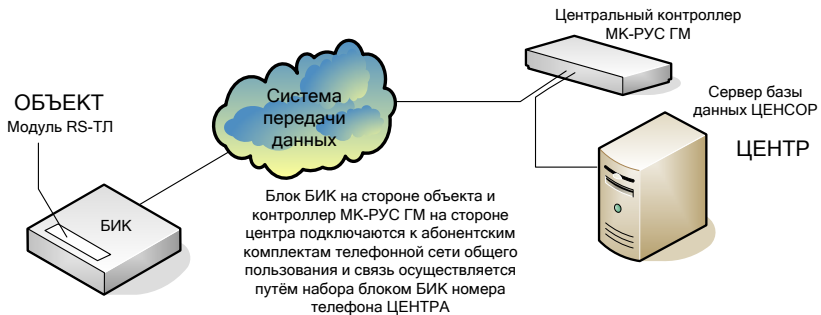 Центральный контроллер
МК-РУС ГМ
Сервер базы
данных ЦЕНСОР
ЦЕНТР
Система
передачи
данных
ОБЪЕКТ
Модуль RS-ТЛ
БИК
Блок БИК на стороне объекта и
контроллер МК-РУС ГМ на стороне
центра подключаются к абонентским
комплектам телефонной сети общего
пользования и связь осуществляется
путём набора блоком БИК номера
телефона ЦЕНТРА